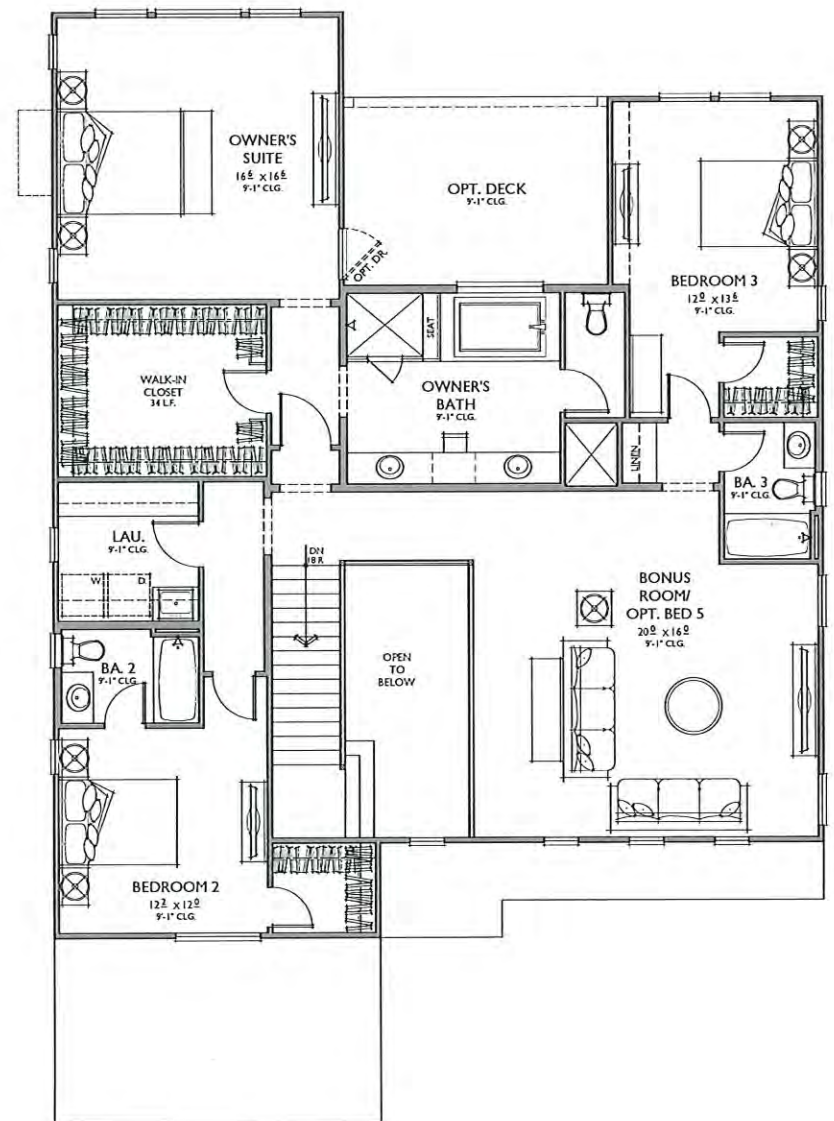 OWNER'S
SUITE
16⁶ x 16⁶
9'-1" CLG.
OPT. DECK
9'-1" CLG.
OPT. DR.
BEDROOM 3
12⁰ x 13⁶
9'-1" CLG.
WALK-IN
CLOSET
34 L.F.
SEAT
OWNER'S
BATH
9'-1" CLG.
LINEN
BA. 3
9'-1" CLG.
LAU.
9'-1" CLG.
W.
D.
DN
18 R
BONUS
ROOM/
OPT. BED 5
20⁰ x 16⁰
9'-1" CLG.
OPEN
TO
BELOW
BA. 2
9'-1" CLG.
BEDROOM 2
12² x 12⁰
9'-1" CLG.